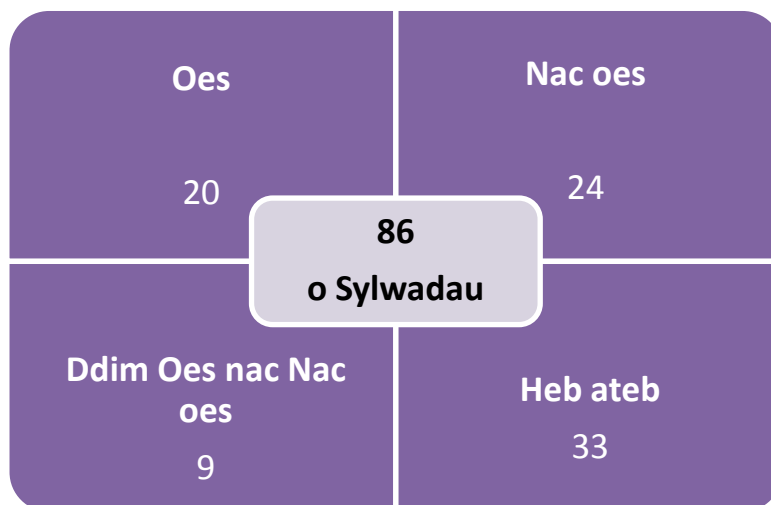 Oes
20
Nac oes
24
86
o Sylwadau
Ddim Oes nac Nac
oes
9
Heb ateb
33